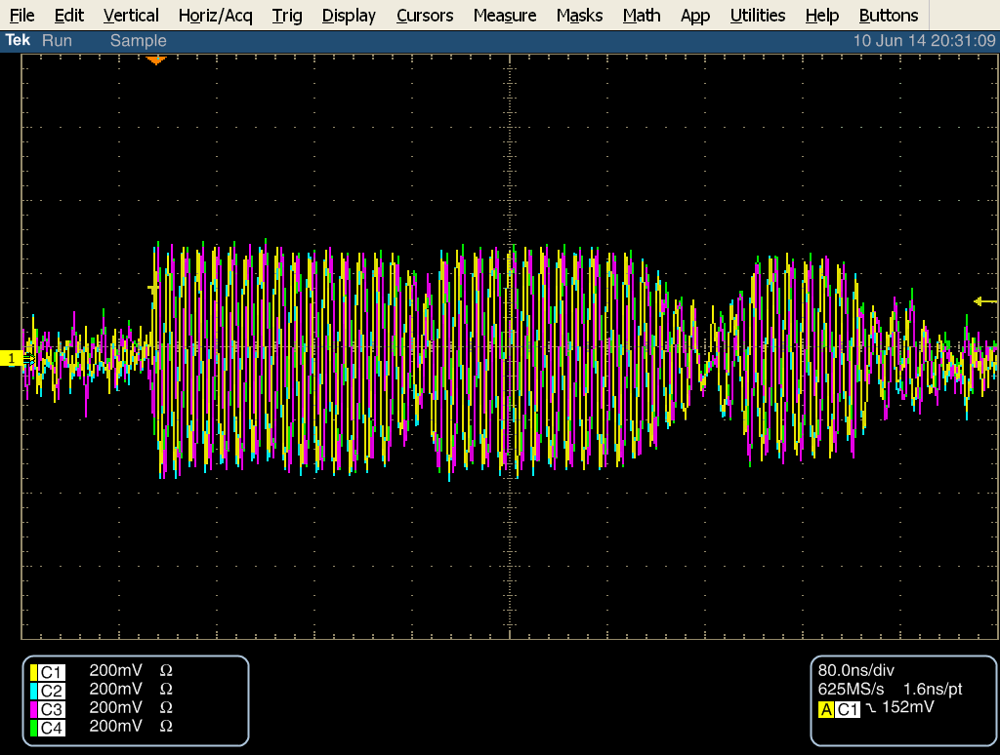 File Edit Vertical Horiz/Acq Trig Display Cursors Measure Masks Math App Utilities Help Buttons
Tek Run Sample 10 Jun 14 20:31:09
1
C1 200mV Ω
C2 200mV Ω
C3 200mV Ω
C4 200mV Ω
80.0ns/div
625MS/s 1.6ns/pt
A C1 152mV